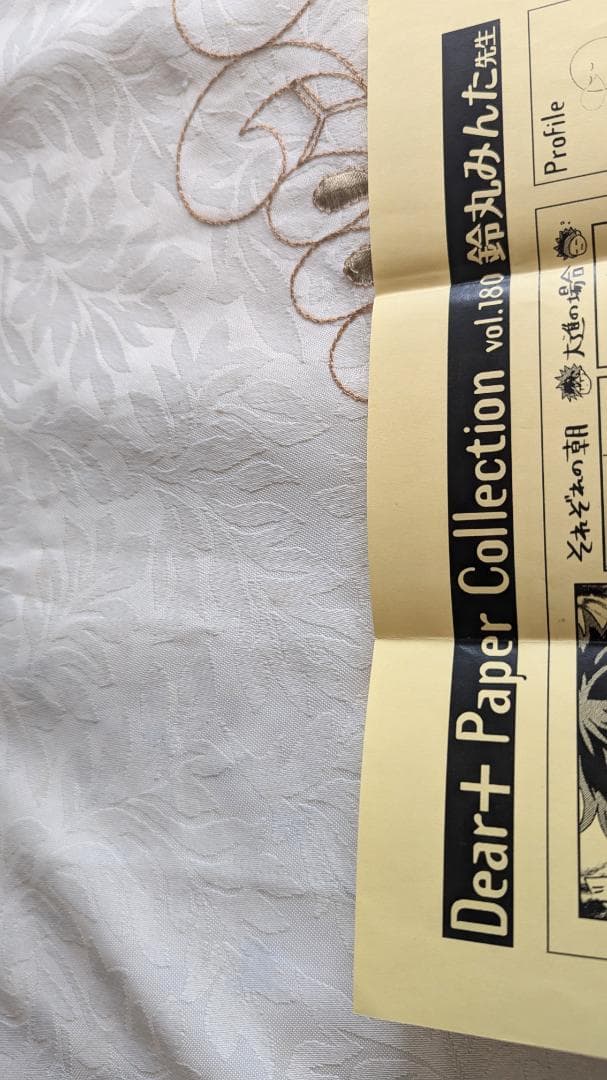 Dear+ Paper Collection vol.180 鈴丸みんた先生
Profile
それぞれの朝 大進の場合: